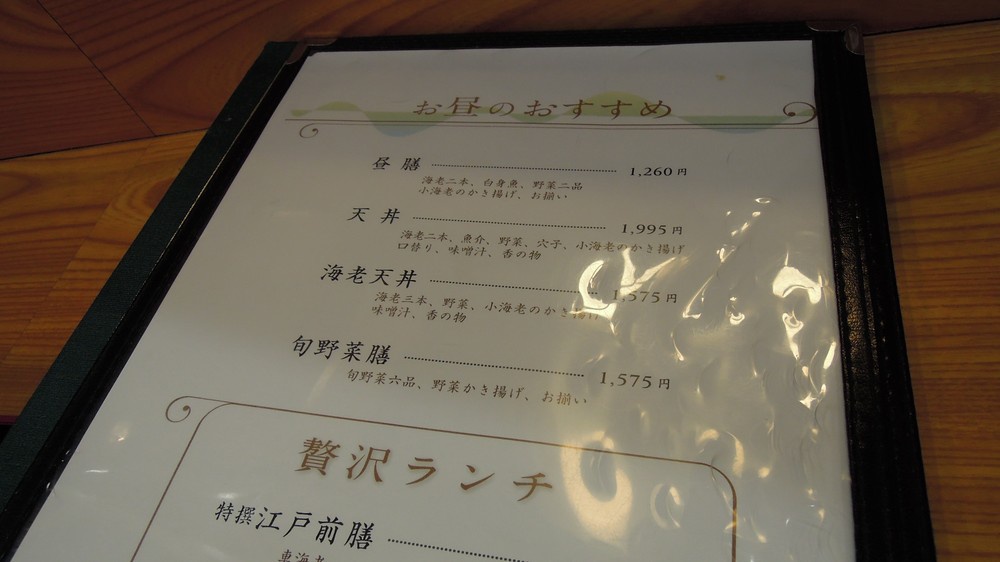 お昼のおすすめ
昼膳 1,260円
海老二本、白身魚、野菜二品
小海老のかき揚げ、お揃い
天丼 1,995円
海老二本、魚介、野菜、穴子、小海老のかき揚げ
口替り、味噌汁、香の物
海老天丼 1,575円
海老三本、野菜、小海老のかき揚げ
味噌汁、香の物
旬野菜膳 1,575円
旬野菜六品、野菜かき揚げ、お揃い
贅沢ランチ
特撰江戸前膳
車海老